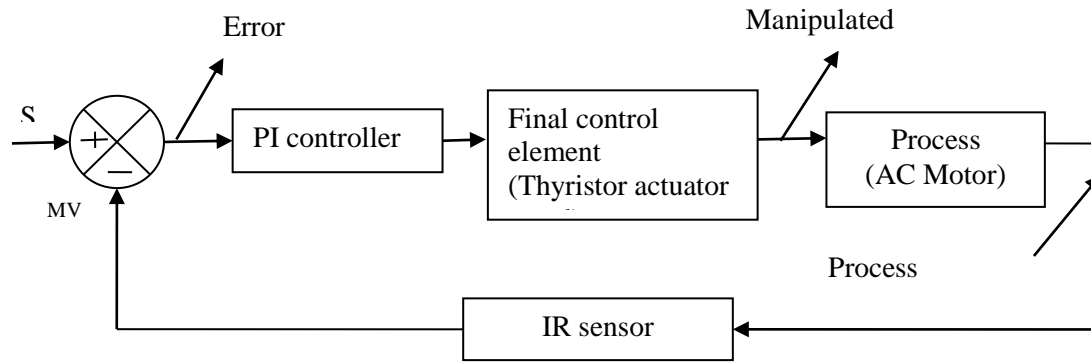 Error
Manipulated
S
+
PI controller
Final control
element
(Thyristor actuator
Process
(AC Motor)
−
MV
Process
IR sensor